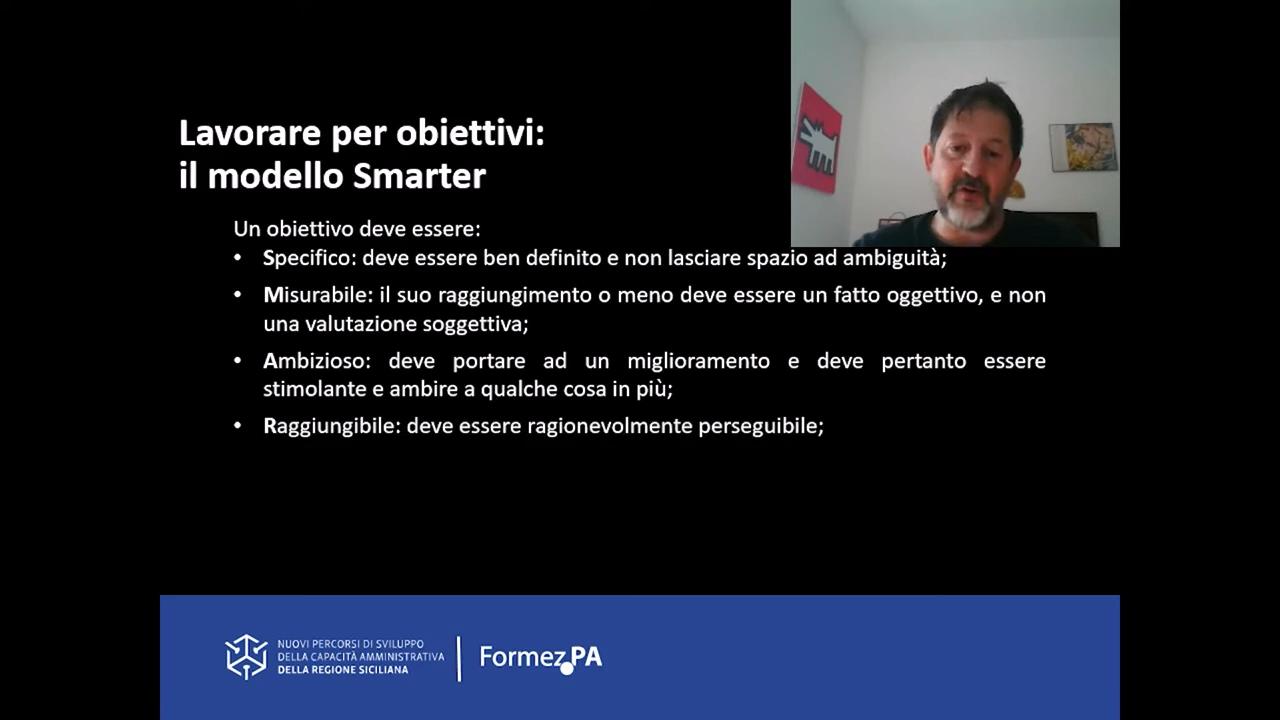 Lavorare per obiettivi:
il modello Smarter
Un obiettivo deve essere:
• Specifico: deve essere ben definito e non lasciare spazio ad ambiguità;
• Misurabile: il suo raggiungimento o meno deve essere un fatto oggettivo, e non
una valutazione soggettiva;
• Ambizioso: deve portare ad un miglioramento e deve pertanto essere
stimolante e ambire a qualche cosa in più;
• Raggiungibile: deve essere ragionevolmente perseguibile;
NUOVI PERCORSI DI SVILUPPO
DELLA CAPACITÀ AMMINISTRATIVA
DELLA REGIONE SICILIANA
Formez PA